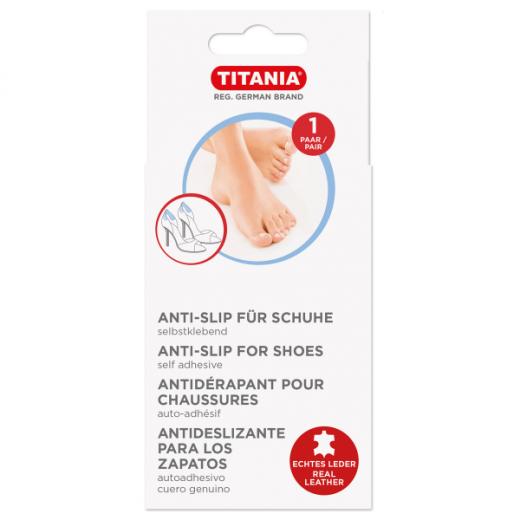 TITANIA®
REG. GERMAN BRAND
1
PAAR /
PAIR
ANTI-SLIP FÜR SCHUHE
selbstklebend
ANTI-SLIP FOR SHOES
self adhesive
ANTIDÉRAPANT POUR
CHAUSSURES
auto-adhésif
ANTIDESLIZANTE
PARA LOS
ZAPATOS
autoadhesivo
cuero genuino
ECHTES LEDER
REAL
LEATHER